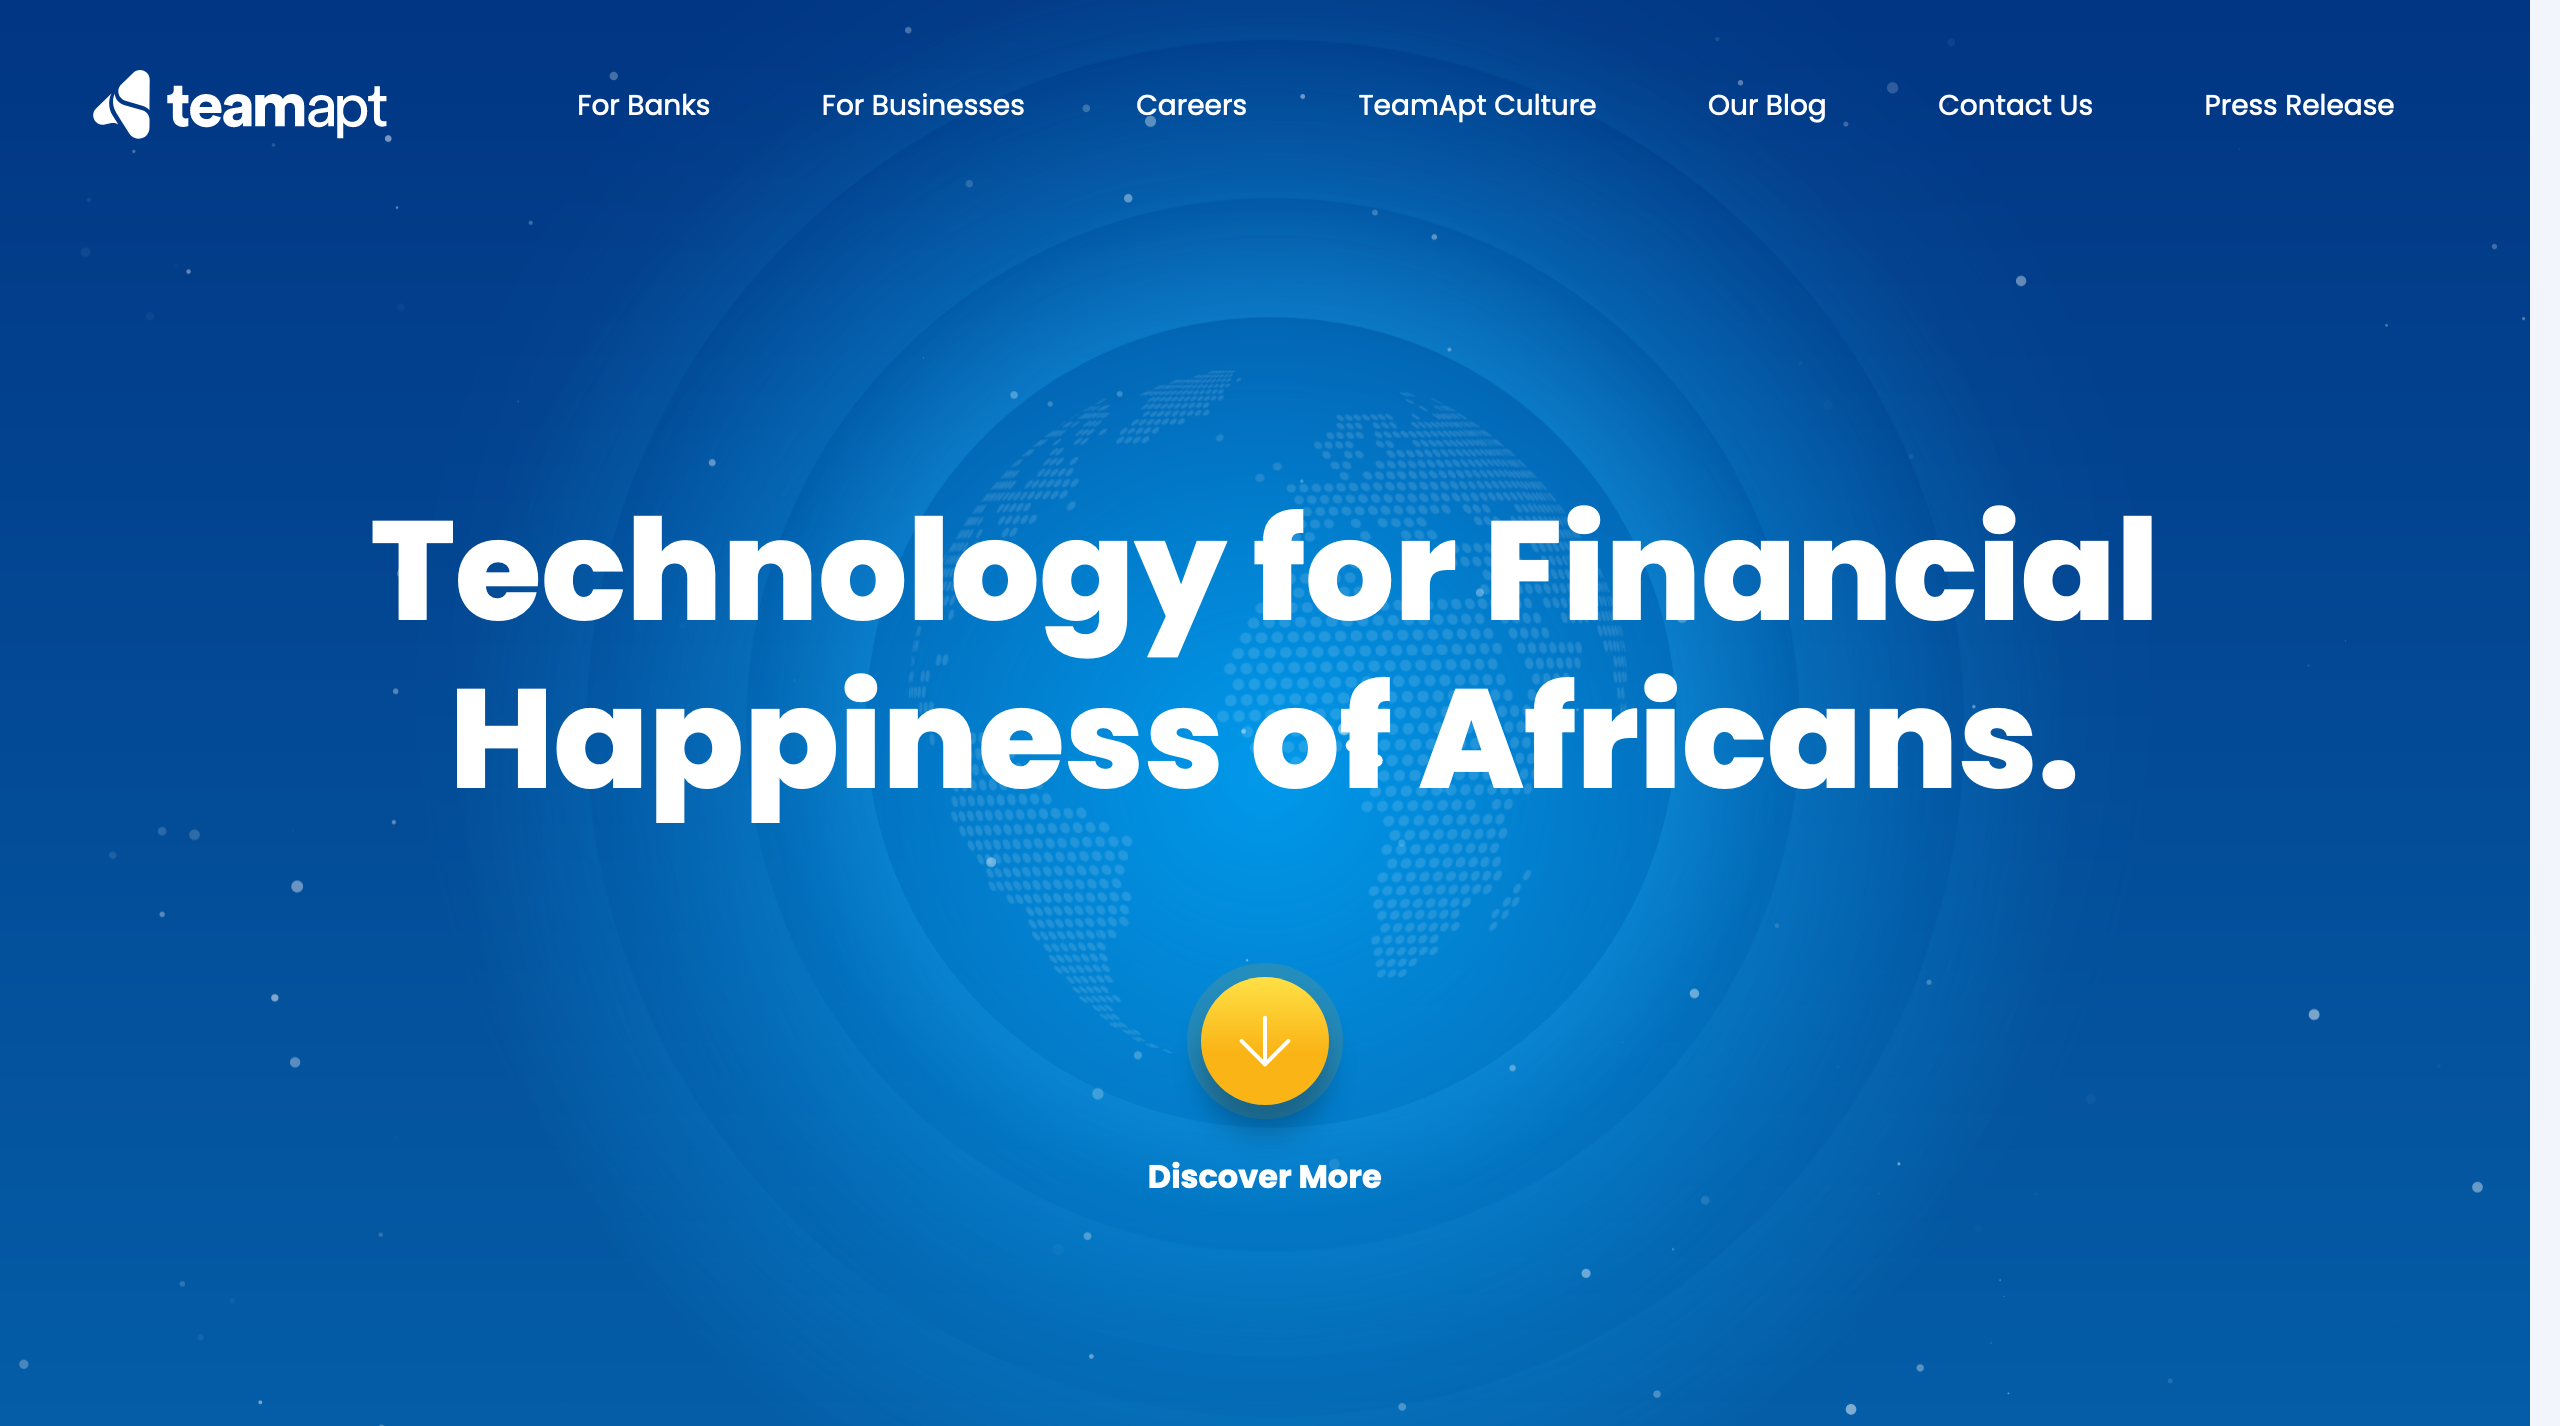 teamapt
For Banks
For Businesses
Careers
TeamApt Culture
Our Blog
Contact Us
Press Release
Technology for Financial
Happiness of Africans.
Discover More